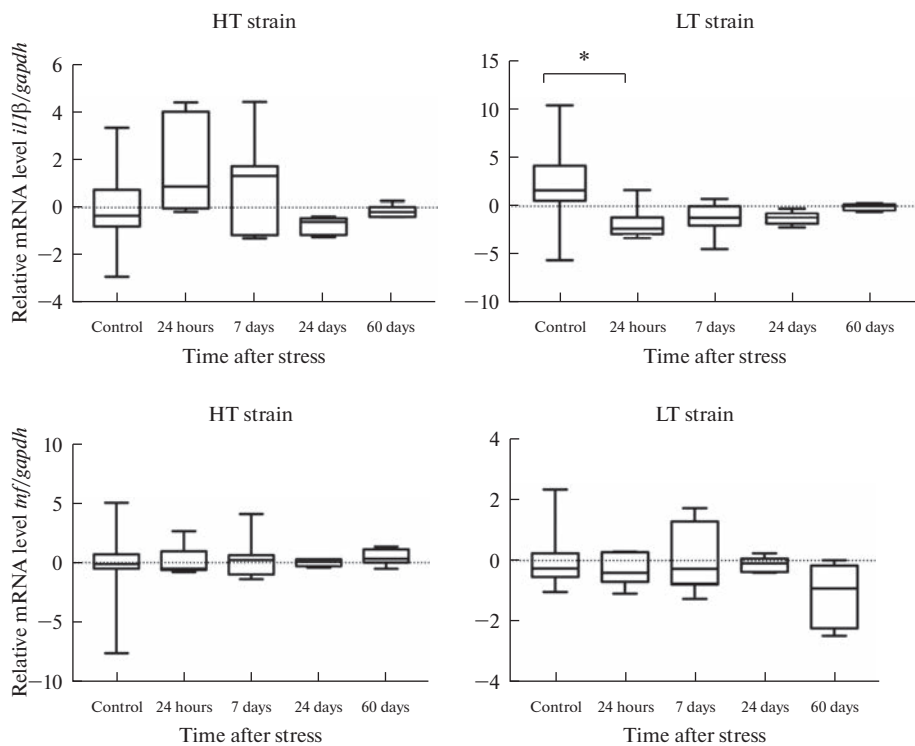 HT strain
LT strain
Relative mRNA level il1β/gapdh
6
4
2
0
−2
−4
Control 24 hours 7 days 24 days 60 days
Time after stress
*
15
10
5
0
−5
−10
Control 24 hours 7 days 24 days 60 days
Time after stress
HT strain
LT strain
Relative mRNA level tnf/gapdh
10
5
0
−5
−10
Control 24 hours 7 days 24 days 60 days
Time after stress
4
2
0
−2
−4
Control 24 hours 7 days 24 days 60 days
Time after stress